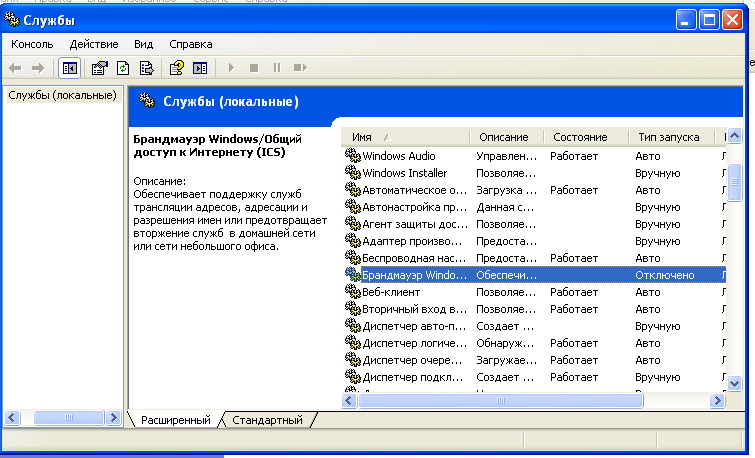 Службы
Консоль Действие Вид Справка
Службы (локальные)
Службы (локальные)
Брандмауэр Windows/Общий
доступ к Интернету (ICS)
Описание:
Обеспечивает поддержку служб
трансляции адресов, адресации и
разрешения имен или предотвращает
вторжение служб в домашней сети
или сети небольшого офиса.
Имя Описание Состояние Тип запуска
Windows Audio Управлен... Работает Авто
Windows Installer Позволяе... Вручную
Автоматическое о... Загрузка ... Работает Авто
Автонастройка пр... Данная с... Вручную
Агент защиты дос... Позволяе... Вручную
Адаптер произво... Предоста... Вручную
Беспроводная нас... Предоста... Работает Авто
Брандмауэр Windo... Обеспечи... Отключено
Веб-клиент Позволяе... Работает Авто
Вторичный вход в... Позволяе... Работает Авто
Диспетчер авто-п... Создает ... Вручную
Диспетчер логиче... Обнаруж... Работает Авто
Диспетчер очере... Загружае... Работает Авто
Диспетчер подкл... Создает ... Работает Вручную
Расширенный Стандартный